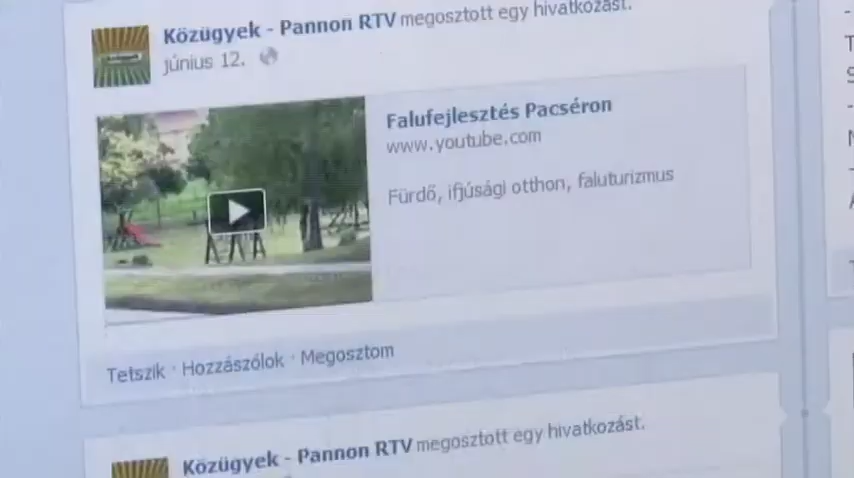 Közügyek - Pannon RTV megosztott egy hivatkozást.
június 12.
Falufejlesztés Pacséron
www.youtube.com
Fürdő, ifjúsági otthon, faluturizmus
Tetszik · Hozzászólok · Megosztom
Közügyek - Pannon RTV megosztott egy hivatkozást.